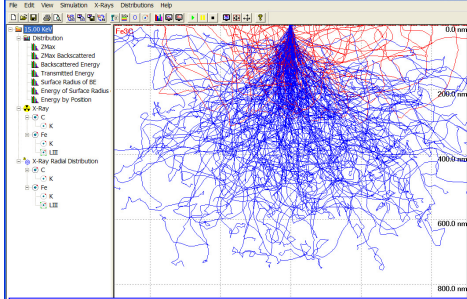 File Edit View Simulation X-Rays Distributions Help
15.00 KeV
Distribution
ZMax
ZMax Backscattered
Backscattered Energy
Transmitted Energy
Surface Radius of BE
Energy of Surface Radius
Energy by Position
X-Ray
C
K
Fe
K
LIII
X-Ray Radial Distribution
C
K
Fe
K
LIII
Fe3C
0.0 nm
200.0 nm
400.0 nm
600.0 nm
800.0 nm